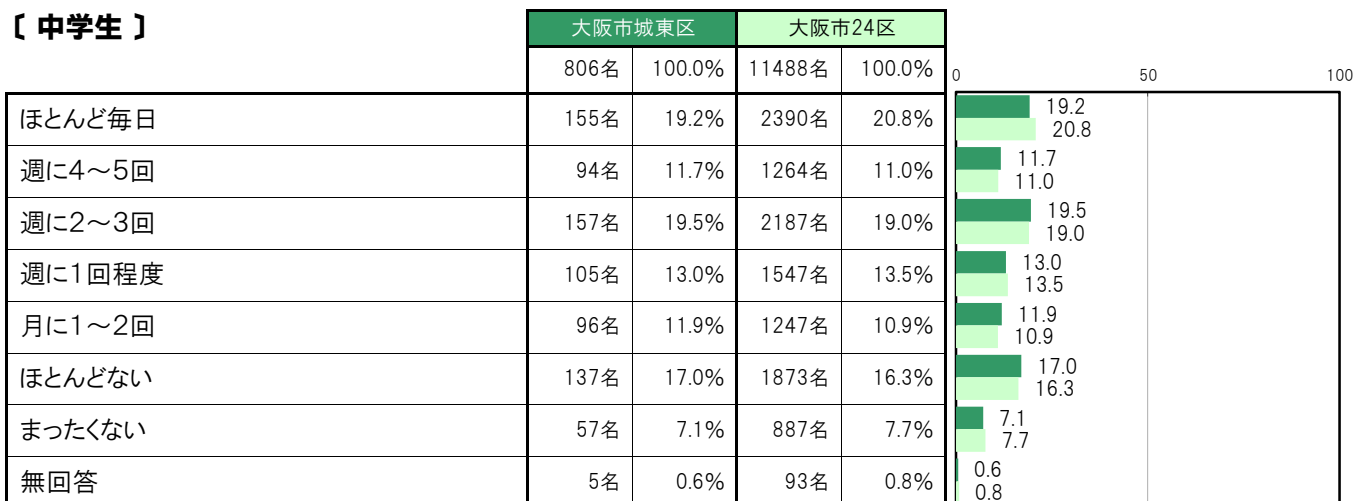 〔 中学生 〕
大阪市城東区 大阪市24区
806名 100.0% 11488名 100.0%
0 50 100
ほとんど毎日 155名 19.2% 2390名 20.8%
19.2
20.8
週に4～5回 94名 11.7% 1264名 11.0%
11.7
11.0
週に2～3回 157名 19.5% 2187名 19.0%
19.5
19.0
週に1回程度 105名 13.0% 1547名 13.5%
13.0
13.5
月に1～2回 96名 11.9% 1247名 10.9%
11.9
10.9
ほとんどない 137名 17.0% 1873名 16.3%
17.0
16.3
まったくない 57名 7.1% 887名 7.7%
7.1
7.7
無回答 5名 0.6% 93名 0.8%
0.6
0.8